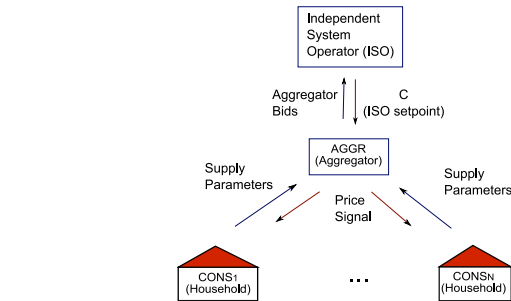 Independent
System
Operator (ISO)
Aggregator
Bids
C
(ISO setpoint)
AGGR
(Aggregator)
Supply
Parameters
Price
Signal
Supply
Parameters
CONS1
(Household)
...
CONSN
(Household)